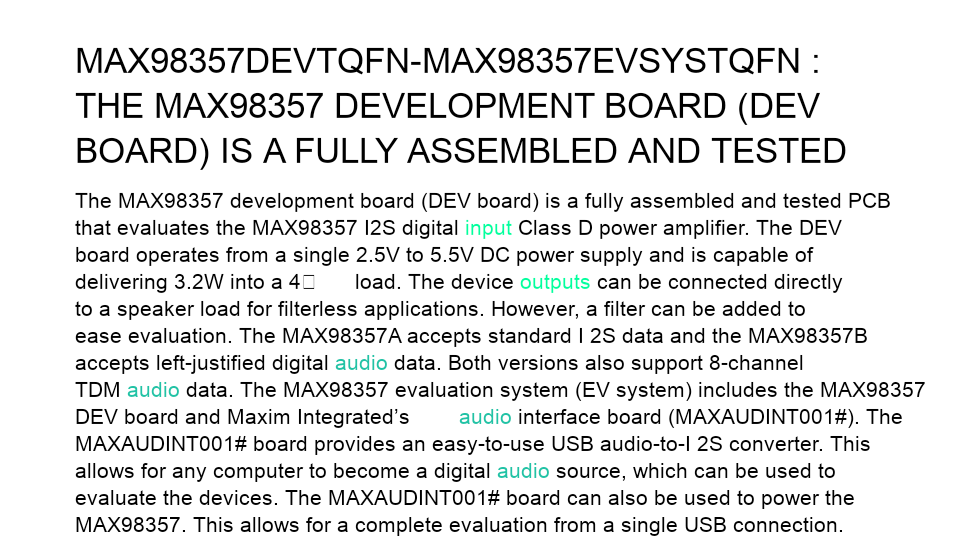 MAX98357DEVTQFN-MAX98357EVSYSTQFN :
THE MAX98357 DEVELOPMENT BOARD (DEV
BOARD) IS A FULLY ASSEMBLED AND TESTED
The MAX98357 development board (DEV board) is a fully assembled and tested PCB
that evaluates the MAX98357 I2S digital input Class D power amplifier. The DEV
board operates from a single 2.5V to 5.5V DC power supply and is capable of
delivering 3.2W into a 4□ load. The device outputs can be connected directly
to a speaker load for filterless applications. However, a filter can be added to
ease evaluation. The MAX98357A accepts standard I 2S data and the MAX98357B
accepts left-justified digital audio data. Both versions also support 8-channel
TDM audio data. The MAX98357 evaluation system (EV system) includes the MAX98357
DEV board and Maxim Integrated’s audio interface board (MAXAUDINT001#). The
MAXAUDINT001# board provides an easy-to-use USB audio-to-I 2S converter. This
allows for any computer to become a digital audio source, which can be used to
evaluate the devices. The MAXAUDINT001# board can also be used to power the
MAX98357. This allows for a complete evaluation from a single USB connection.